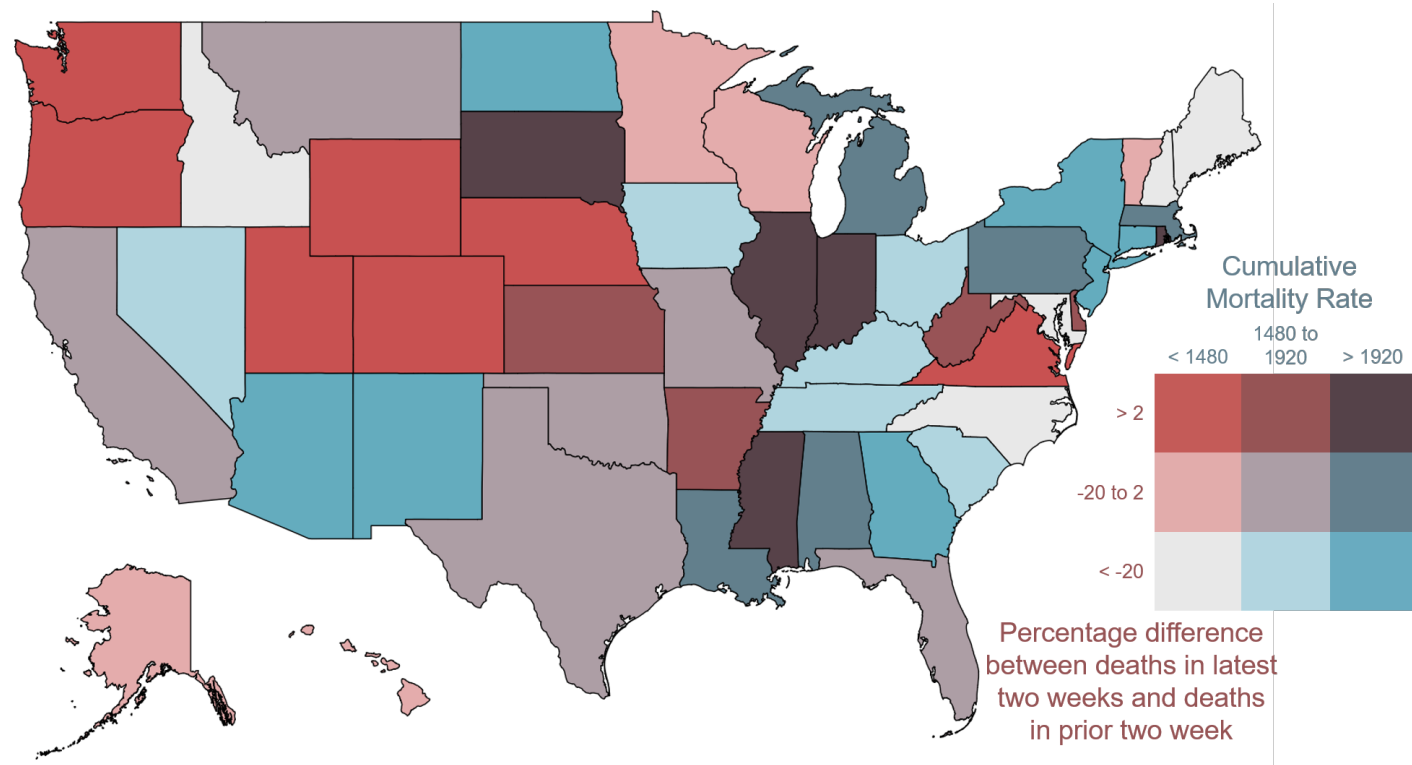 Cumulative
Mortality Rate
1480 to
< 1480 1920 > 1920
> 2
-20 to 2
< -20
Percentage difference
between deaths in latest
two weeks and deaths
in prior two week